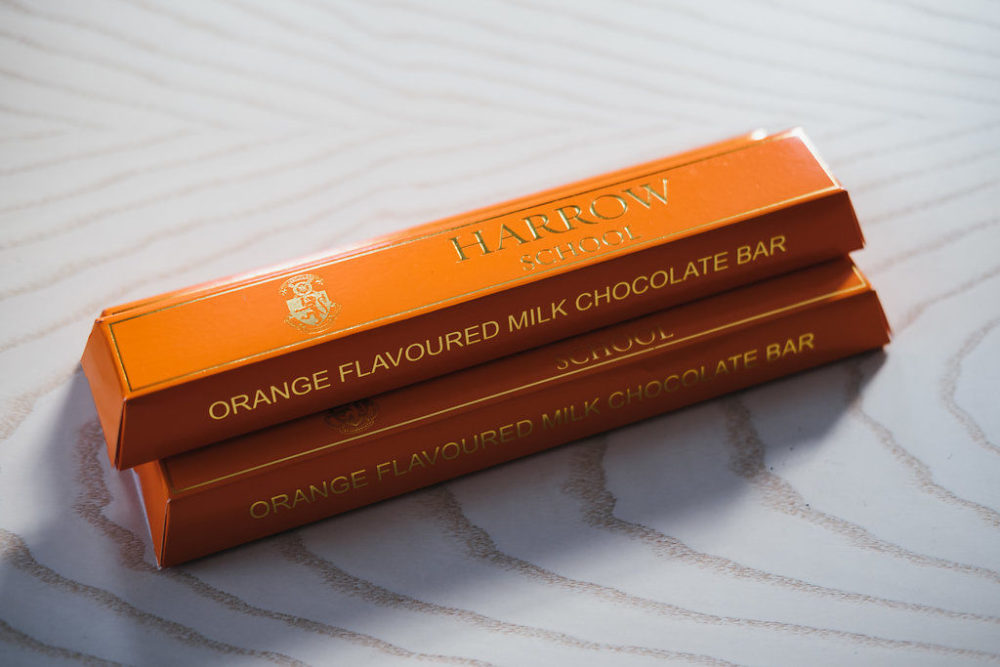 HARROW
SCHOOL
ORANGE FLAVOURED MILK CHOCOLATE BAR
SCHOOL
ORANGE FLAVOURED MILK CHOCOLATE BAR